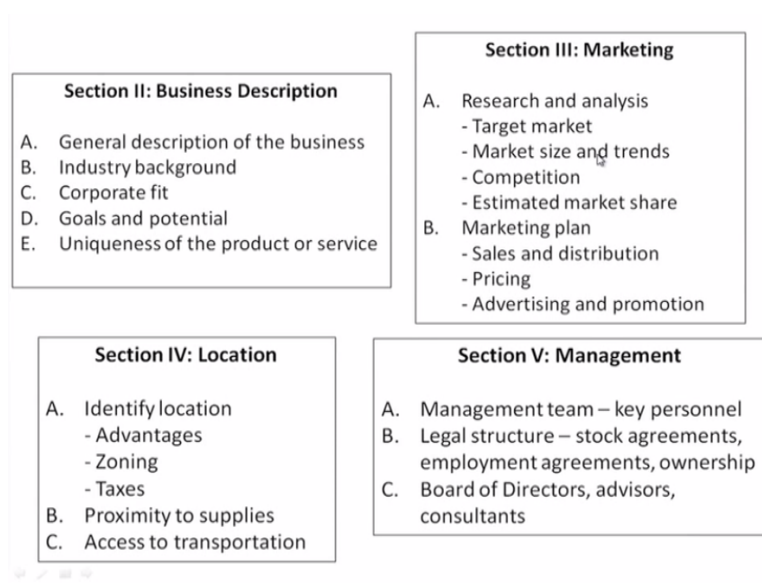 Section II: Business Description
A. General description of the business
B. Industry background
C. Corporate fit
D. Goals and potential
E. Uniqueness of the product or service
Section III: Marketing
A. Research and analysis
- Target market
- Market size and trends
- Competition
- Estimated market share
B. Marketing plan
- Sales and distribution
- Pricing
- Advertising and promotion
Section IV: Location
A. Identify location
- Advantages
- Zoning
- Taxes
B. Proximity to supplies
C. Access to transportation
Section V: Management
A. Management team – key personnel
B. Legal structure – stock agreements,
employment agreements, ownership
C. Board of Directors, advisors,
consultants